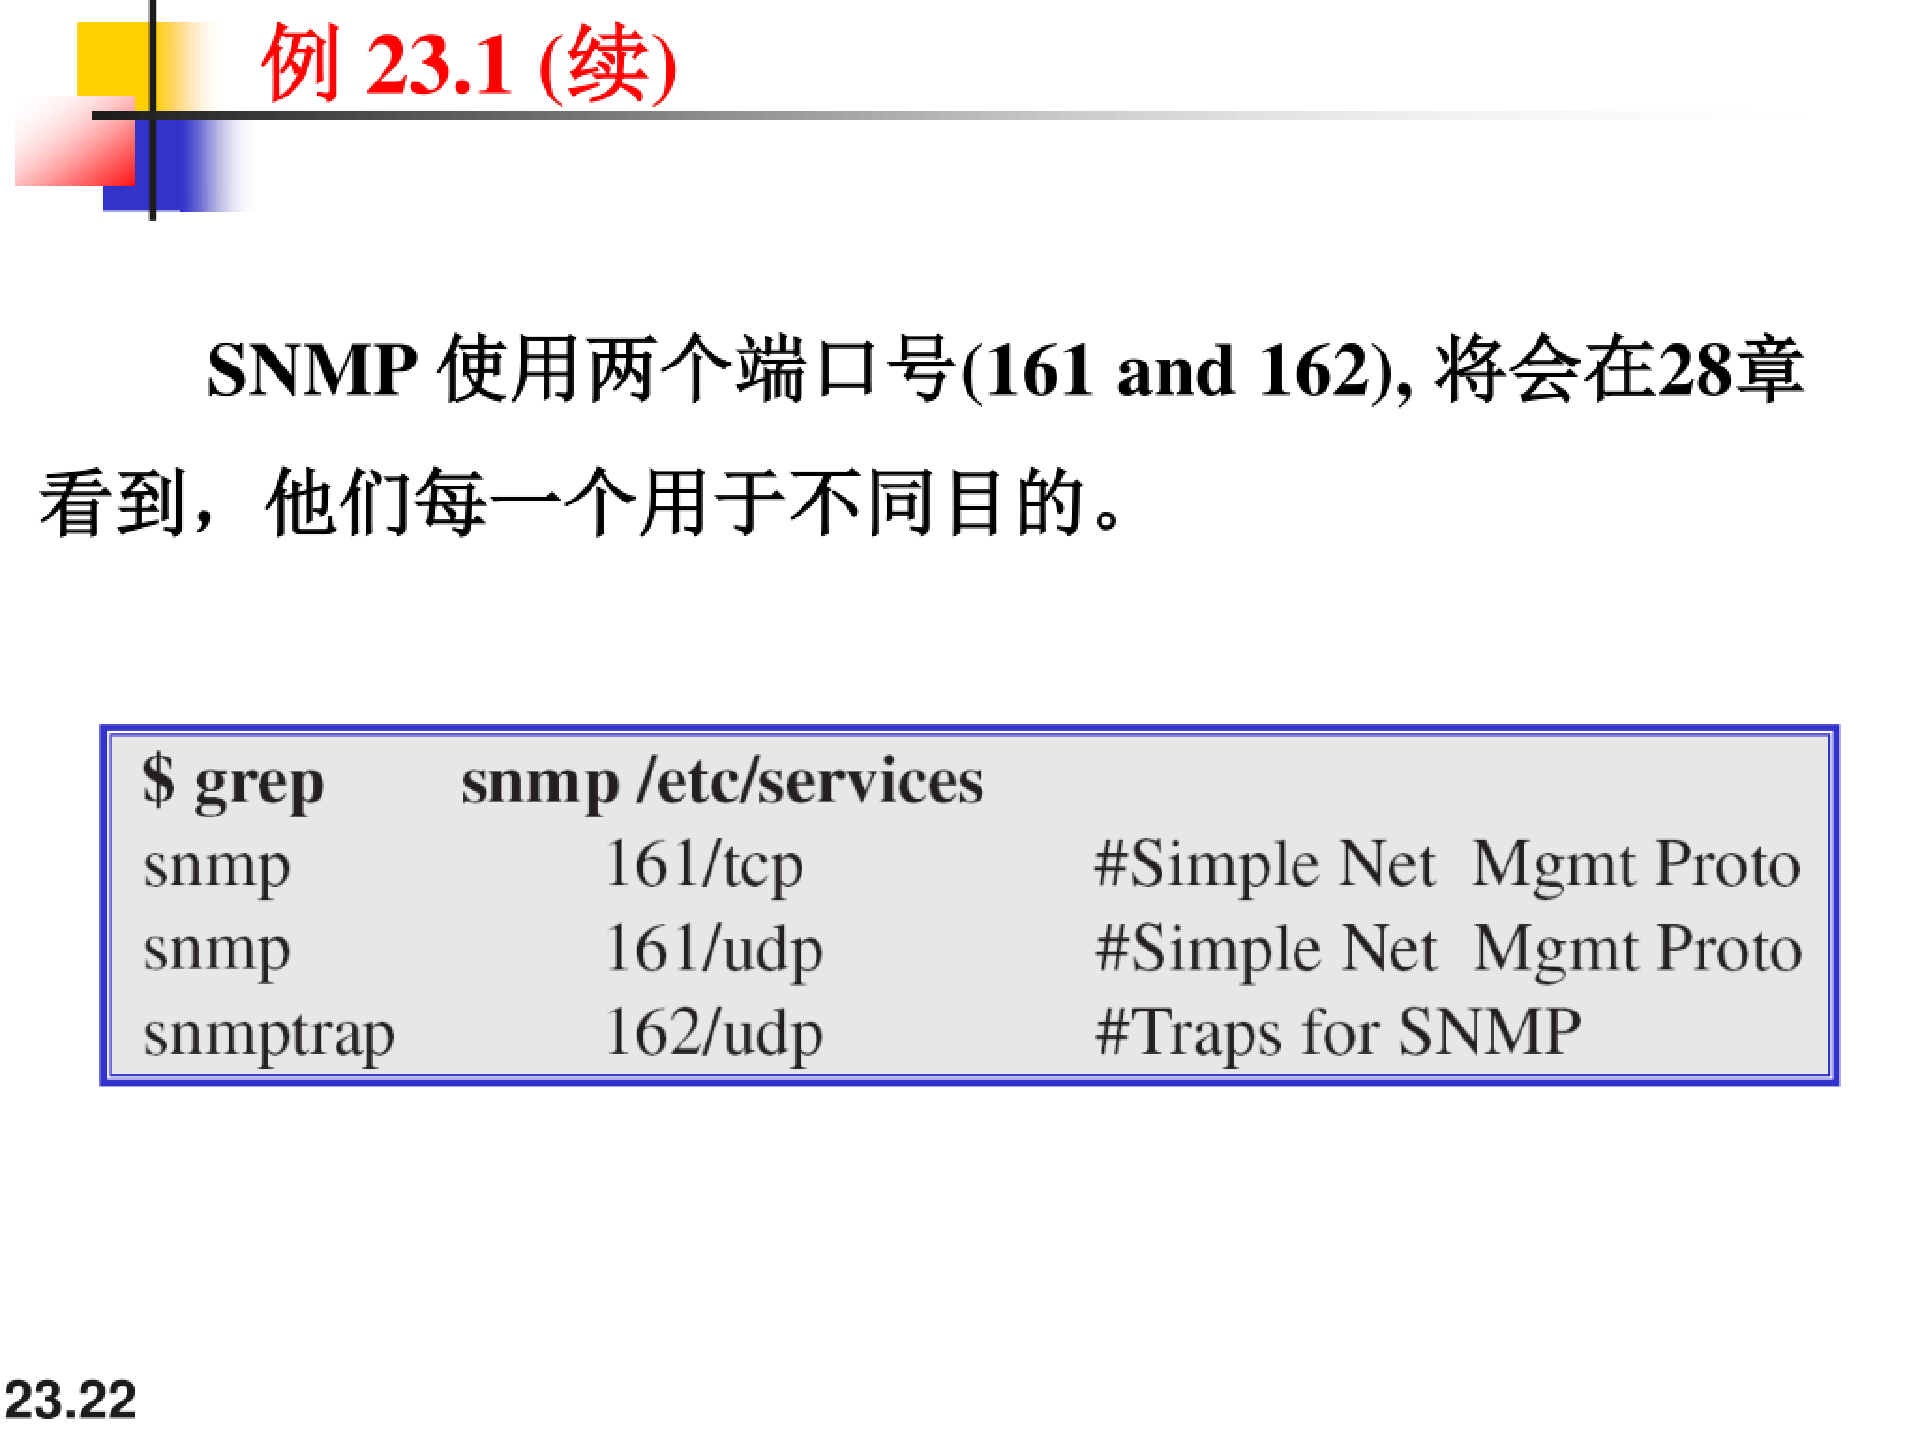 例 23.1 (续)
SNMP 使用两个端口号(161 and 162), 将会在28章
看到，他们每一个用于不同目的。
$ grep snmp /etc/services
snmp 161/tcp #Simple Net Mgmt Proto
snmp 161/udp #Simple Net Mgmt Proto
snmptrap 162/udp #Traps for SNMP
23.22